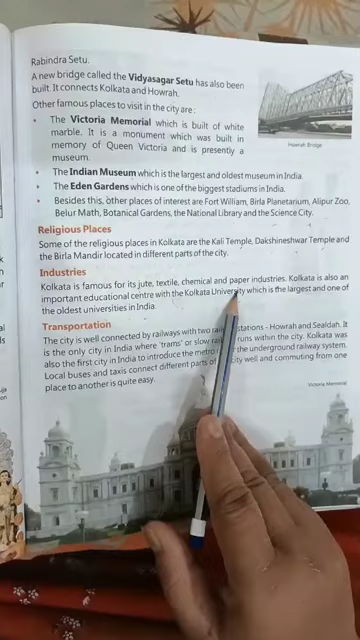 Rabindra Setu.
A new bridge called the Vidyasagar Setu has also been
built. It connects Kolkata and Howrah.
Other famous places to visit in the city are :
• The Victoria Memorial which is built of white
marble. It is a monument which was built in
memory of Queen Victoria and is presently a
museum.
Howrah Bridge
• The Indian Museum which is the largest and oldest museum in India.
• The Eden Gardens which is one of the biggest stadiums in India.
• Besides this, other places of interest are Fort William, Birla Planetarium, Alipur Zoo,
Belur Math, Botanical Gardens, the National Library and the Science City.
Religious Places
Some of the religious places in Kolkata are the Kali Temple, Dakshineshwar Temple and
the Birla Mandir located in different parts of the city.
Industries
Kolkata is famous for its jute, textile, chemical and paper industries. Kolkata is also an
important educational centre with the Kolkata University which is the largest and one of
the oldest universities in India.
Transportation
The city is well connected by railways with two stations - Howrah and Sealdah. It
is the only city in India where 'trams' or slow runs within the city. Kolkata was
also the first city in India to introduce the metro the underground railway system.
Local buses and taxis connect different parts of city well and commuting from one
place to another is quite easy.
Victoria Memorial